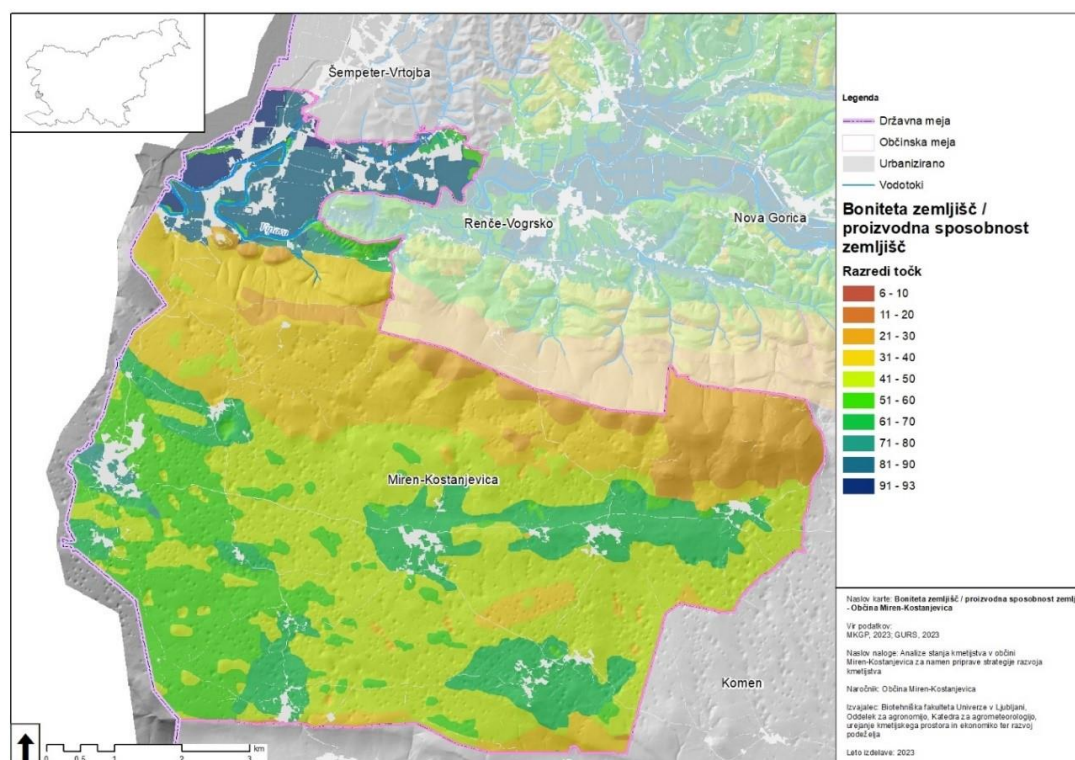 Šempeter-Vrtojba
Renče-Vogrsko
Nova Gorica
Miren-Kostanjevica
Komen
0 0,5 1 2 3
km
Legenda
Državna meja
Občinska meja
Urbanizirano
Vodotoki
Boniteta zemljišč /
proizvodna sposobnost
zemljišč
Razredi točk
6 - 10
11 - 20
21 - 30
31 - 40
41 - 50
51 - 60
61 - 70
71 - 80
81 - 90
91 - 93
Naslov karte: Boniteta zemljišč / proizvodna sposobnost zemlj
- Občina Miren-Kostanjevica
Vir podatkov:
MKGP, 2023; GURS, 2023
Naslov naloge: Analize stanja kmetijstva v občini
Miren-Kostanjevica za namen priprave strategije razvoja
kmetijstva
Naročnik: Občina Miren-Kostanjevica
Izvajalec: Biotehniška fakulteta Univerze v Ljubljani,
Oddelek za agronomijo, Katedra za agrometeorologijo,
urejanje kmetijskega prostora in ekonomiko ter razvoj
podeželja
Leto izdelave: 2023